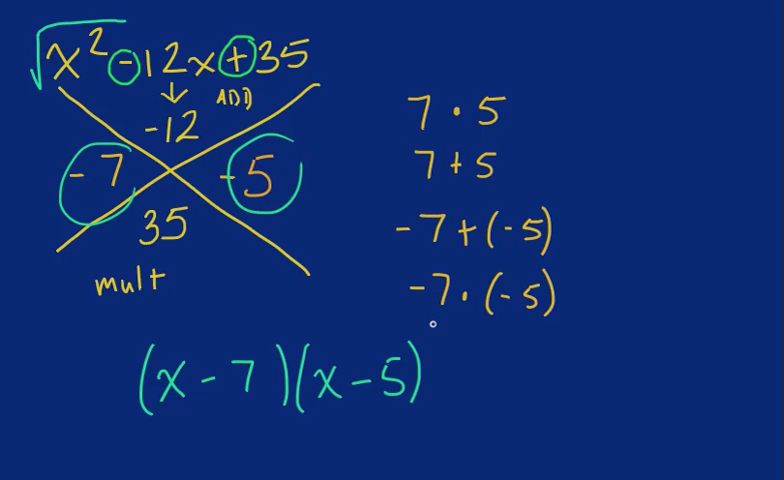 √x² -12x +35
ADD
-12
-7 -5
35
mult
7 · 5
7 + 5
-7 + (-5)
-7 · (-5)
(x - 7)(x - 5)